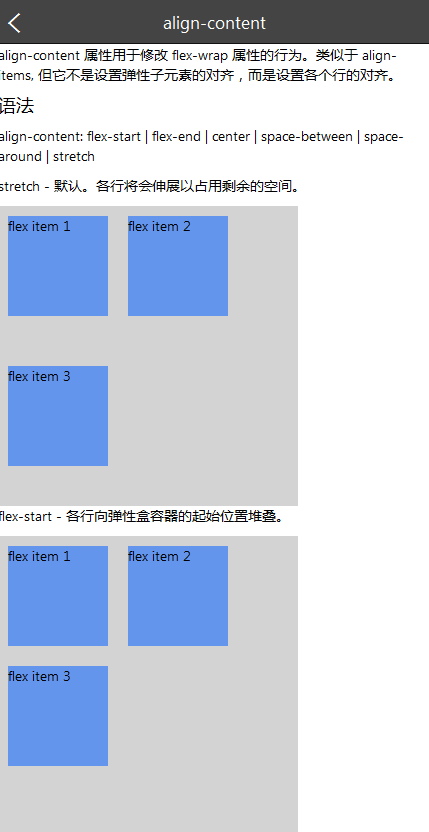 align-content
align-content 属性用于修改 flex-wrap 属性的行为。类似于 align-
items, 但它不是设置弹性子元素的对齐，而是设置各个行的对齐。
语法
align-content: flex-start | flex-end | center | space-between | space-
around | stretch
stretch - 默认。各行将会伸展以占用剩余的空间。
flex item 1
flex item 2
flex item 3
flex-start - 各行向弹性盒容器的起始位置堆叠。
flex item 1
flex item 2
flex item 3